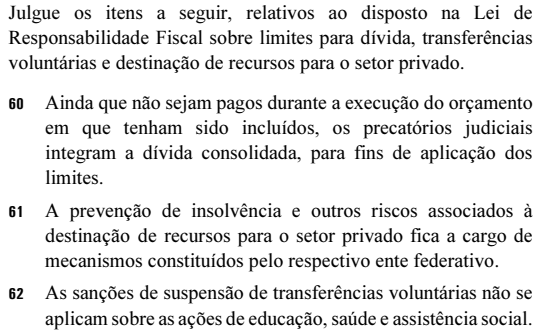 Julgue os itens a seguir, relativos ao disposto na Lei de
Responsabilidade Fiscal sobre limites para dívida, transferências
voluntárias e destinação de recursos para o setor privado.
60 Ainda que não sejam pagos durante a execução do orçamento
em que tenham sido incluídos, os precatórios judiciais
integram a dívida consolidada, para fins de aplicação dos
limites.
61 A prevenção de insolvência e outros riscos associados à
destinação de recursos para o setor privado fica a cargo de
mecanismos constituídos pelo respectivo ente federativo.
62 As sanções de suspensão de transferências voluntárias não se
aplicam sobre as ações de educação, saúde e assistência social.